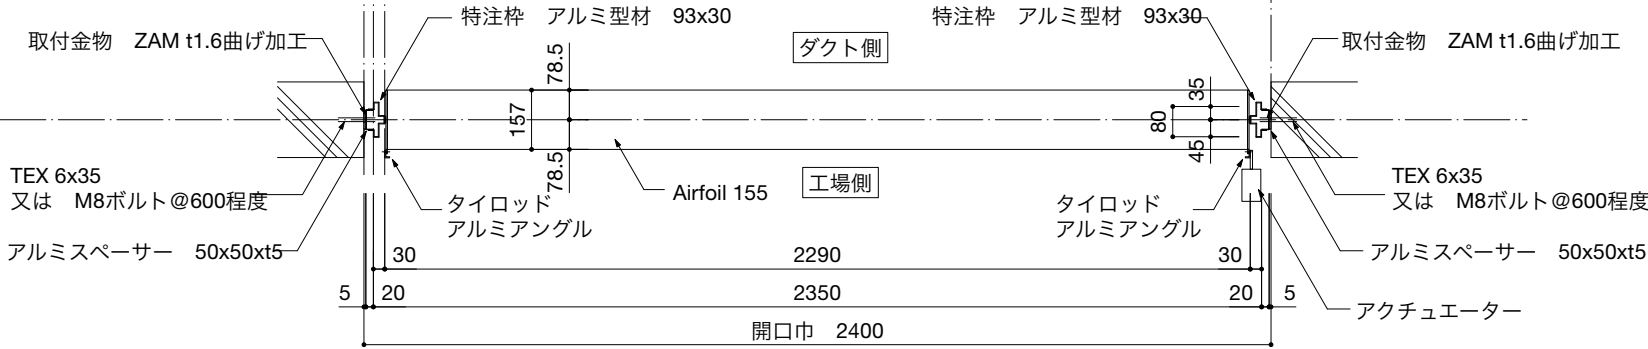 特注枠　アルミ型材　93x30
特注枠　アルミ型材　93x30
取付金物　ZAM t1.6曲げ加工
ダクト側
取付金物　ZAM t1.6曲げ加工
78.5
157
78.5
35
80
45
工場側
Airfoil 155
TEX 6x35
又は　M8ボルト@600程度
TEX 6x35
又は　M8ボルト@600程度
タイロッド
アルミアングル
タイロッド
アルミアングル
アルミスペーサー　50x50xt5
アルミスペーサー　50x50xt5
30
2290
30
5
20
2350
20
5
アクチュエーター
開口巾　2400